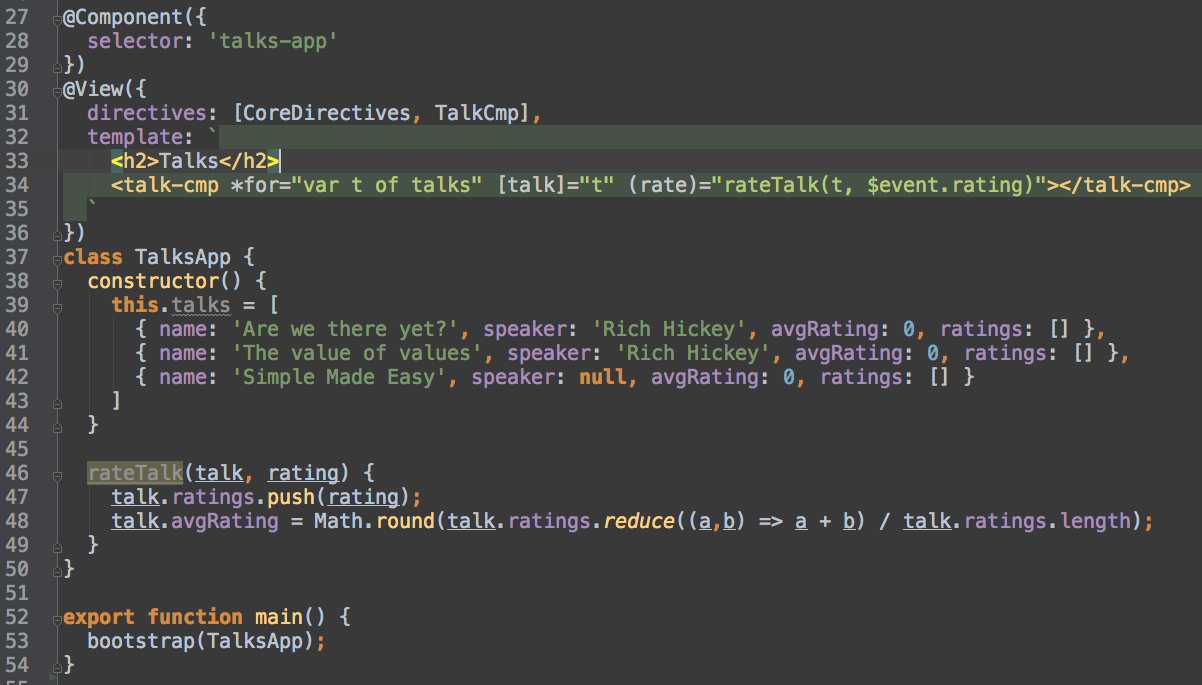 27 @Component({
28   selector: 'talks-app'
29 })
30 @View({
31   directives: [CoreDirectives, TalkCmp],
32   template: `
33     <h2>Talks</h2>
34     <talk-cmp *for="var t of talks" [talk]="t" (rate)="rateTalk(t, $event.rating)"></talk-cmp>
35   `
36 })
37 class TalksApp {
38   constructor() {
39     this.talks = [
40       { name: 'Are we there yet?', speaker: 'Rich Hickey', avgRating: 0, ratings: [] },
41       { name: 'The value of values', speaker: 'Rich Hickey', avgRating: 0, ratings: [] },
42       { name: 'Simple Made Easy', speaker: null, avgRating: 0, ratings: [] }
43     ]
44   }
45
46   rateTalk(talk, rating) {
47     talk.ratings.push(rating);
48     talk.avgRating = Math.round(talk.ratings.reduce((a,b) => a + b) / talk.ratings.length);
49   }
50 }
51
52 export function main() {
53   bootstrap(TalksApp);
54 }